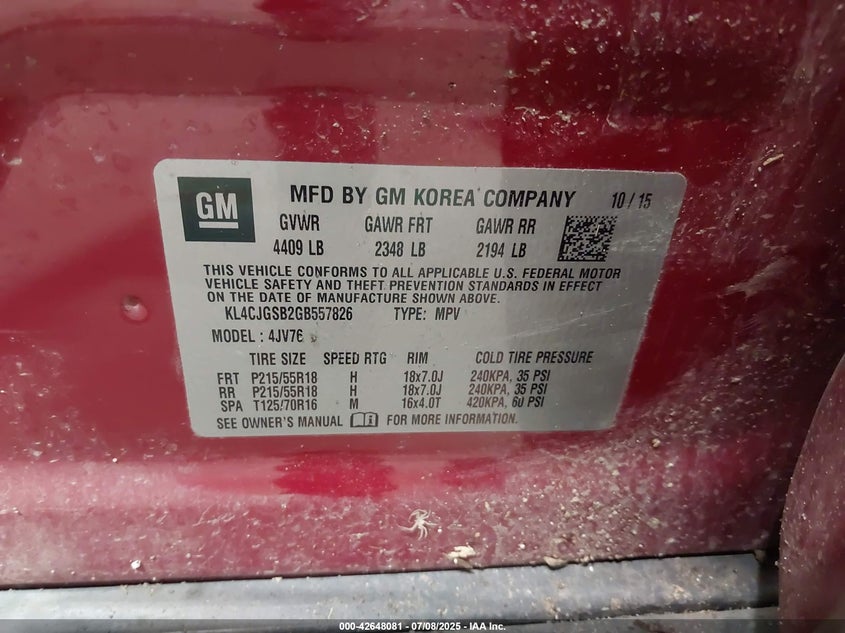 GM
MFD BY GM KOREA COMPANY 10 / 15
GVWR GAWR FRT GAWR RR
4409 LB 2348 LB 2194 LB
THIS VEHICLE CONFORMS TO ALL APPLICABLE U.S. FEDERAL MOTOR
VEHICLE SAFETY AND THEFT PREVENTION STANDARDS IN EFFECT
ON THE DATE OF MANUFACTURE SHOWN ABOVE.
KL4CJGSB2GB557826 TYPE: MPV
MODEL : 4JV76
TIRE SIZE SPEED RTG RIM COLD TIRE PRESSURE
FRT P215/55R18 H 18x7.0J 240KPA, 35 PSI
RR P215/55R18 H 18x7.0J 240KPA, 35 PSI
SPA T125/70R16 M 16x4.0T 420KPA, 60 PSI
SEE OWNER'S MANUAL FOR MORE INFORMATION.
000-42648081 - 07/08/2025 - IAA Inc.